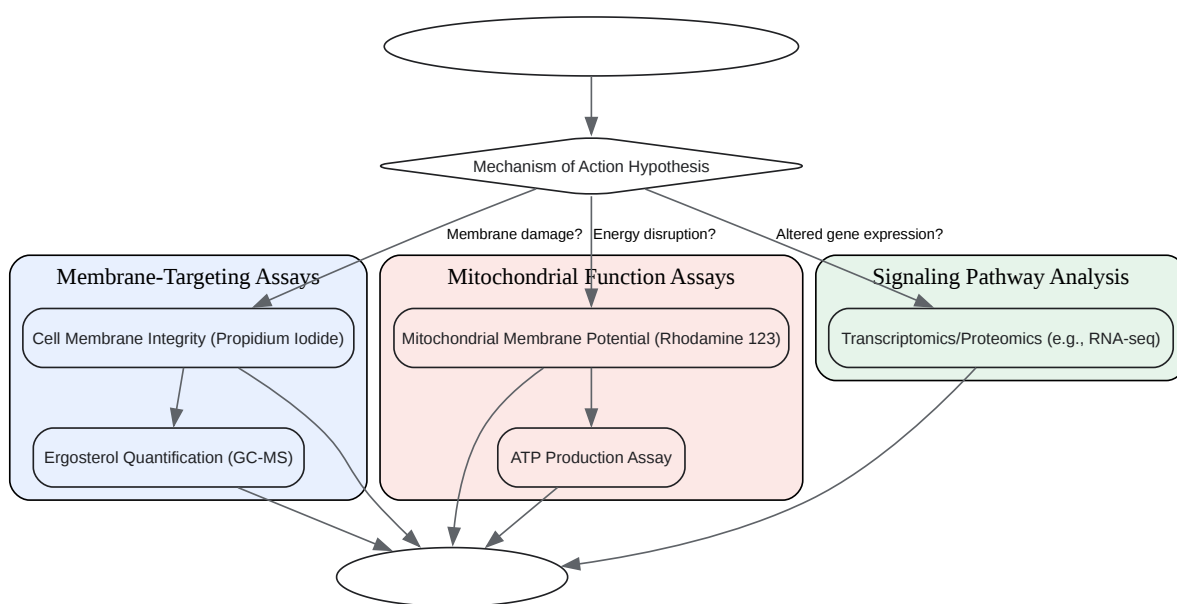 Mechanism of Action Hypothesis
Membrane damage?
Energy disruption?
Altered gene expression?
Membrane-Targeting Assays
Mitochondrial Function Assays
Signaling Pathway Analysis
Cell Membrane Integrity (Propidium Iodide)
Mitochondrial Membrane Potential (Rhodamine 123)
Transcriptomics/Proteomics (e.g., RNA-seq)
Ergosterol Quantification (GC-MS)
ATP Production Assay